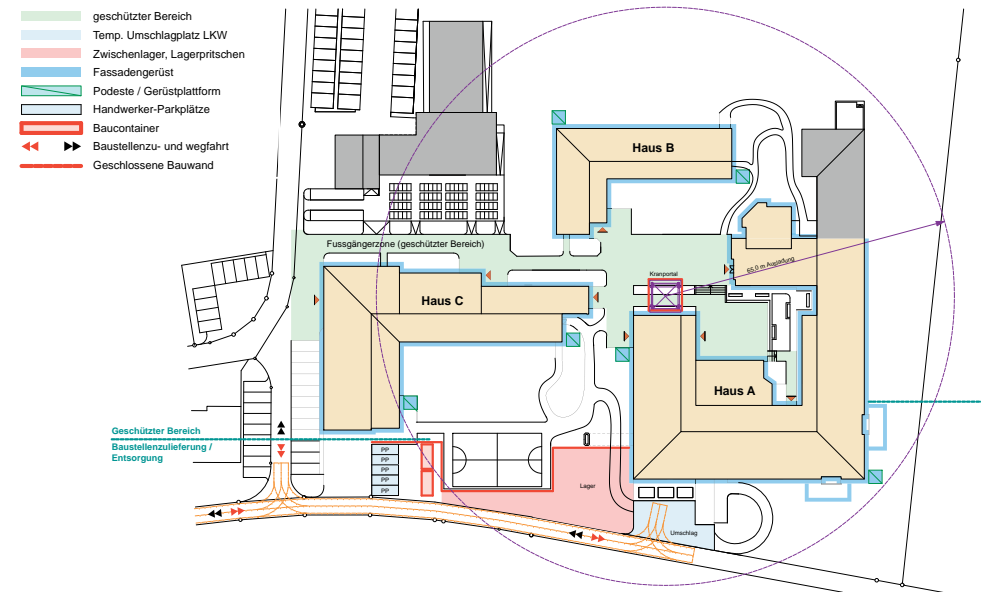 geschützter Bereich
Temp. Umschlagplatz LKW
Zwischenlager, Lagerpritschen
Fassadengerüst
Podeste / Gerüstplattform
Handwerker-Parkplätze
Baucontainer
Baustellenzu- und wegfahrt
Geschlossene Bauwand
Haus B
Fussgängerzone (geschützter Bereich)
65.0 m Ausladung
Kranportal
Haus C
Haus A
Geschützter Bereich
Baustellenzulieferung /
Entsorgung
PP
PP
PP
PP
PP
Lager
Umschlag